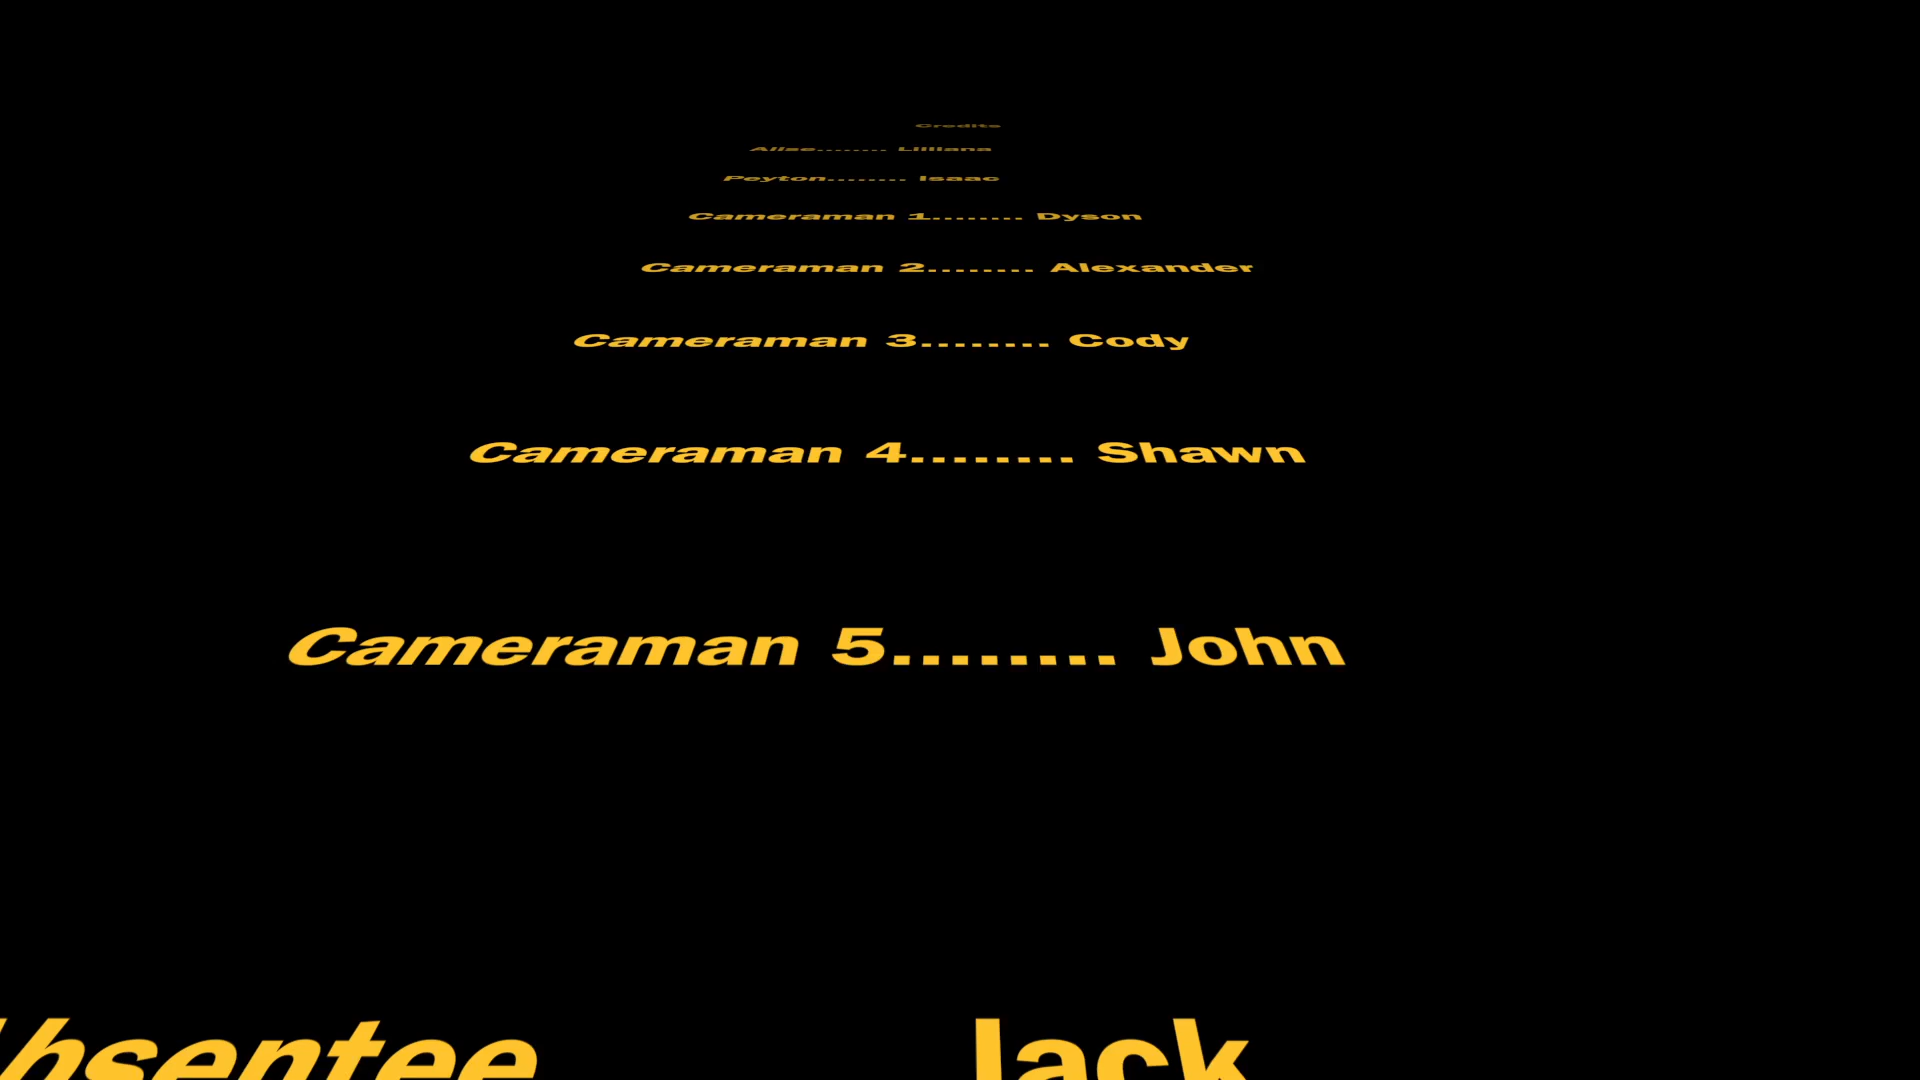 Credits
Alise........ Lilliana
Peyton........ Isaac
Cameraman 1........ Dyson
Cameraman 2........ Alexander
Cameraman 3........ Cody
Cameraman 4........ Shawn
Cameraman 5........ John
Absentee Jack